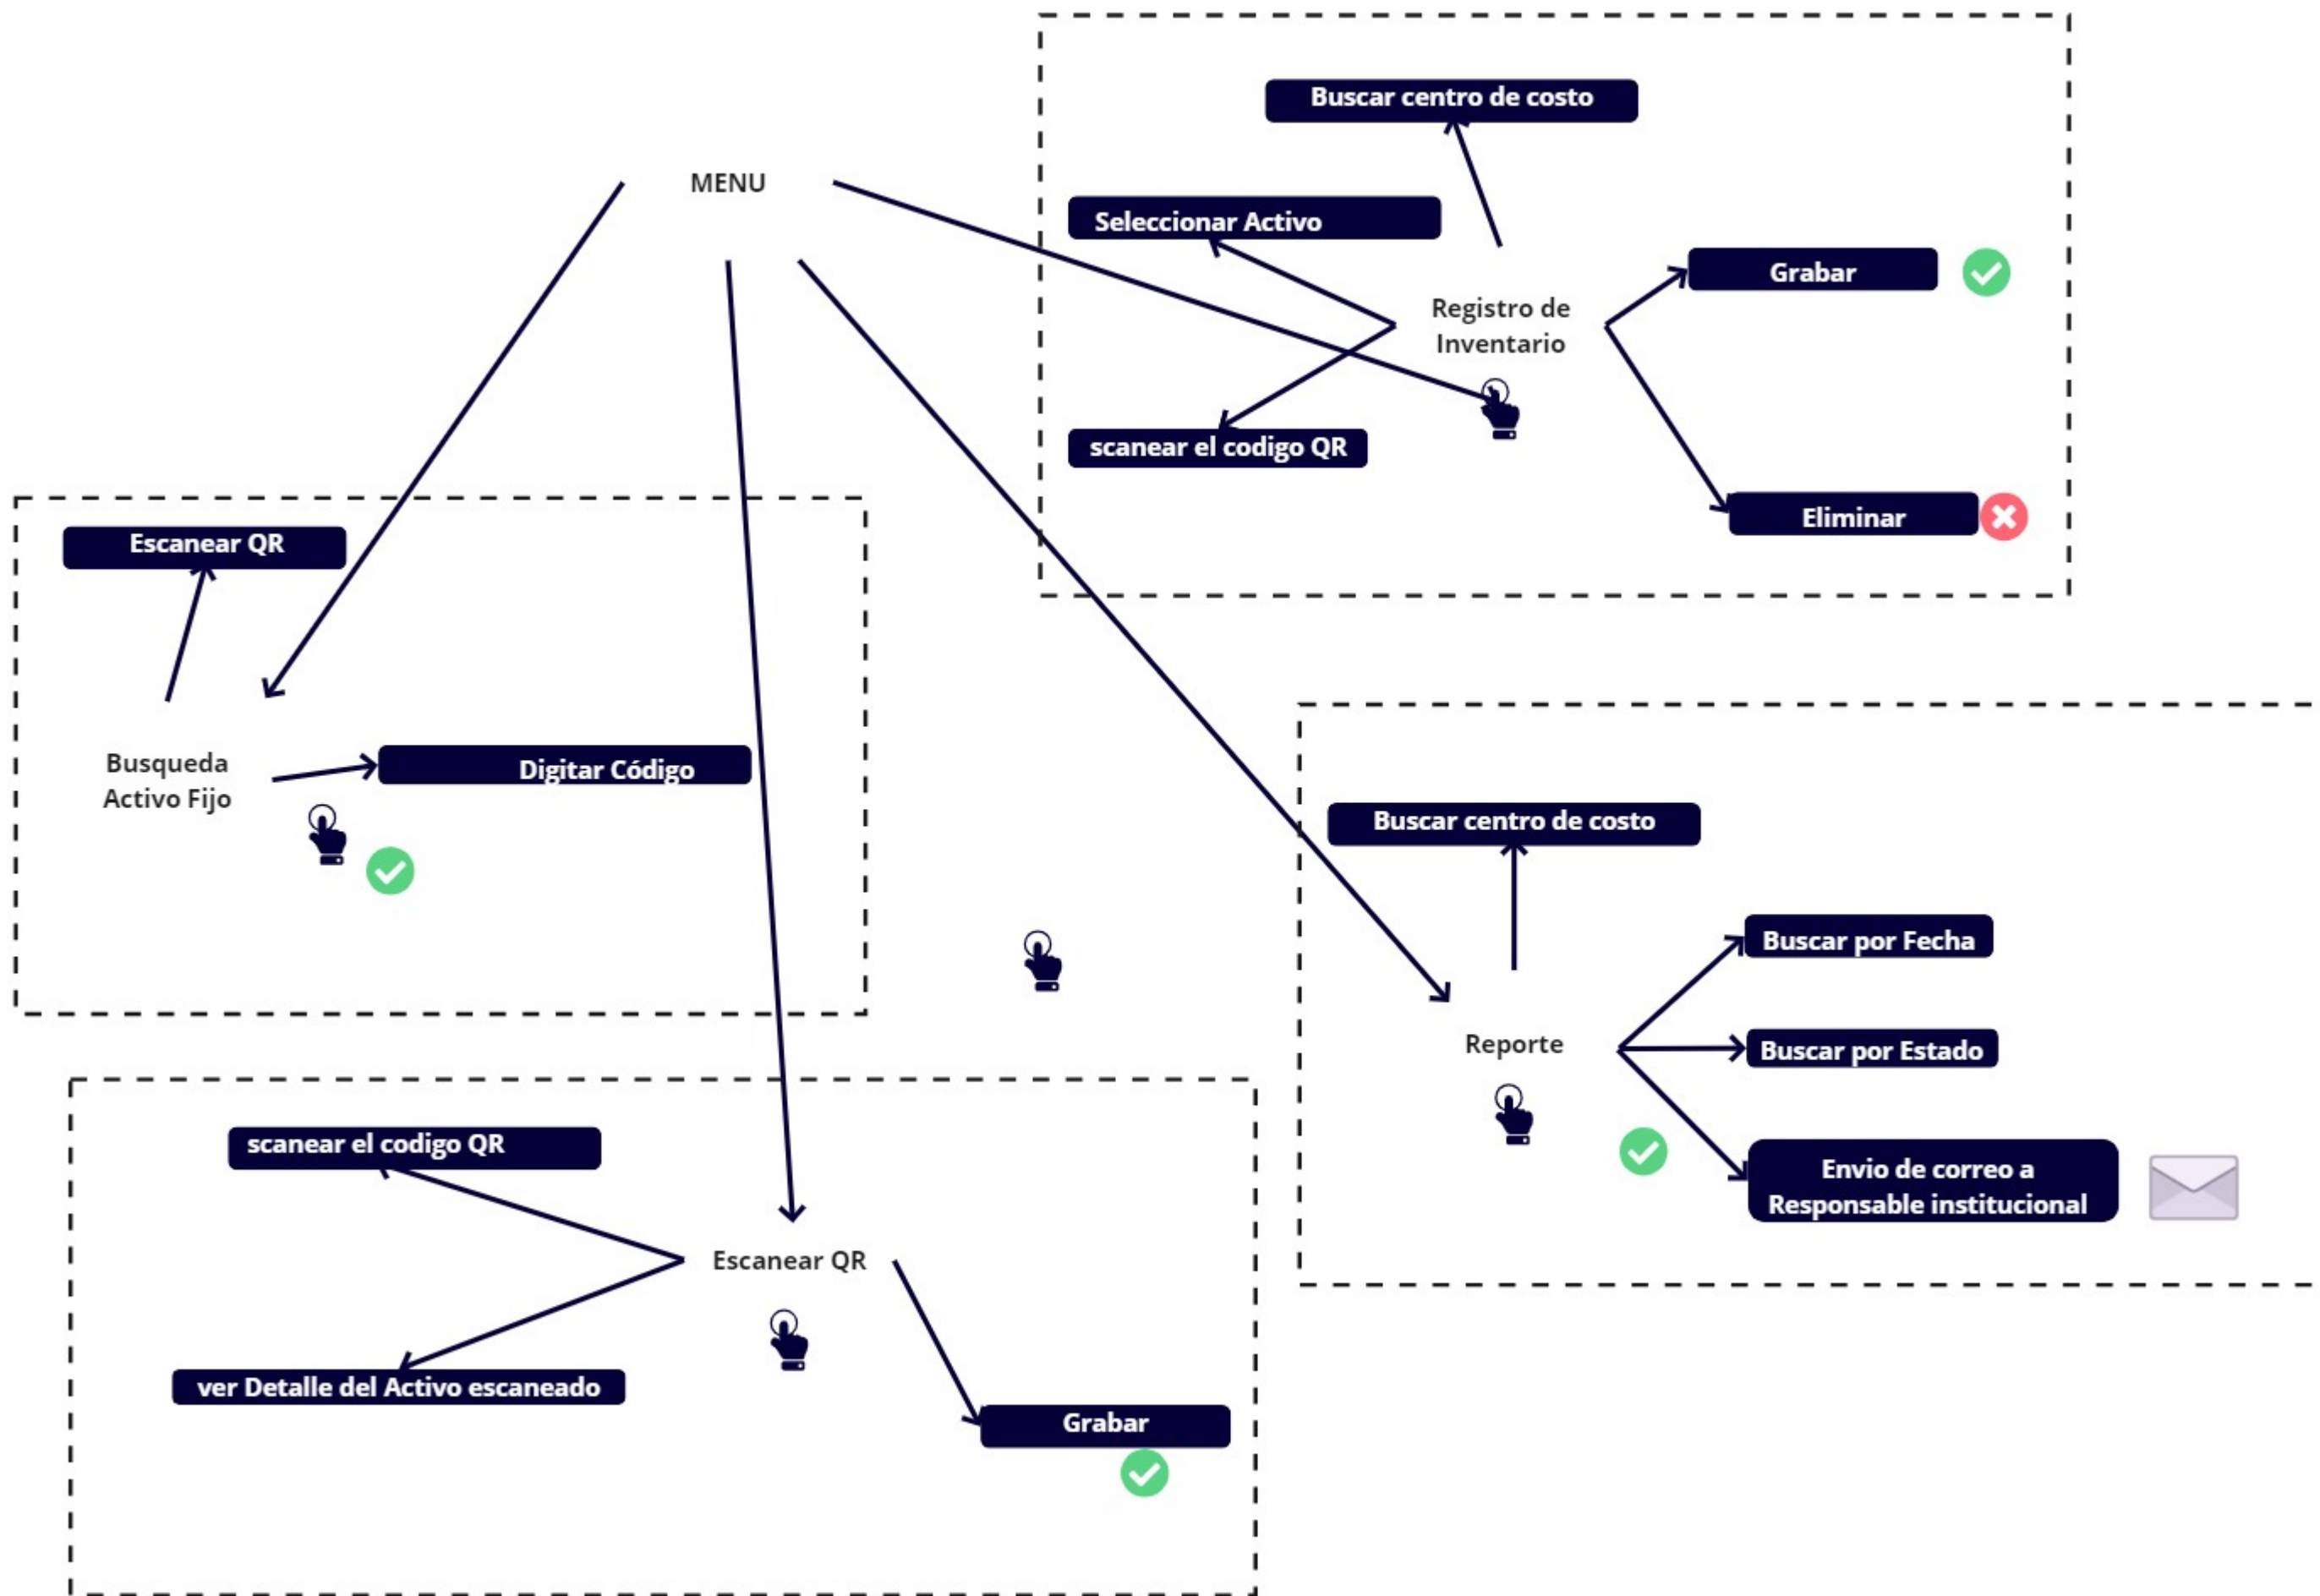 Buscar centro de costo
MENU
Seleccionar Activo
Grabar
Registro de
Inventario
scanear el codigo QR
Eliminar
Escanear QR
Busqueda
Activo Fijo
Digitar Código
Buscar centro de costo
Buscar por Fecha
Reporte
Buscar por Estado
Envio de correo a
Responsable institucional
scanear el codigo QR
Escanear QR
ver Detalle del Activo escaneado
Grabar